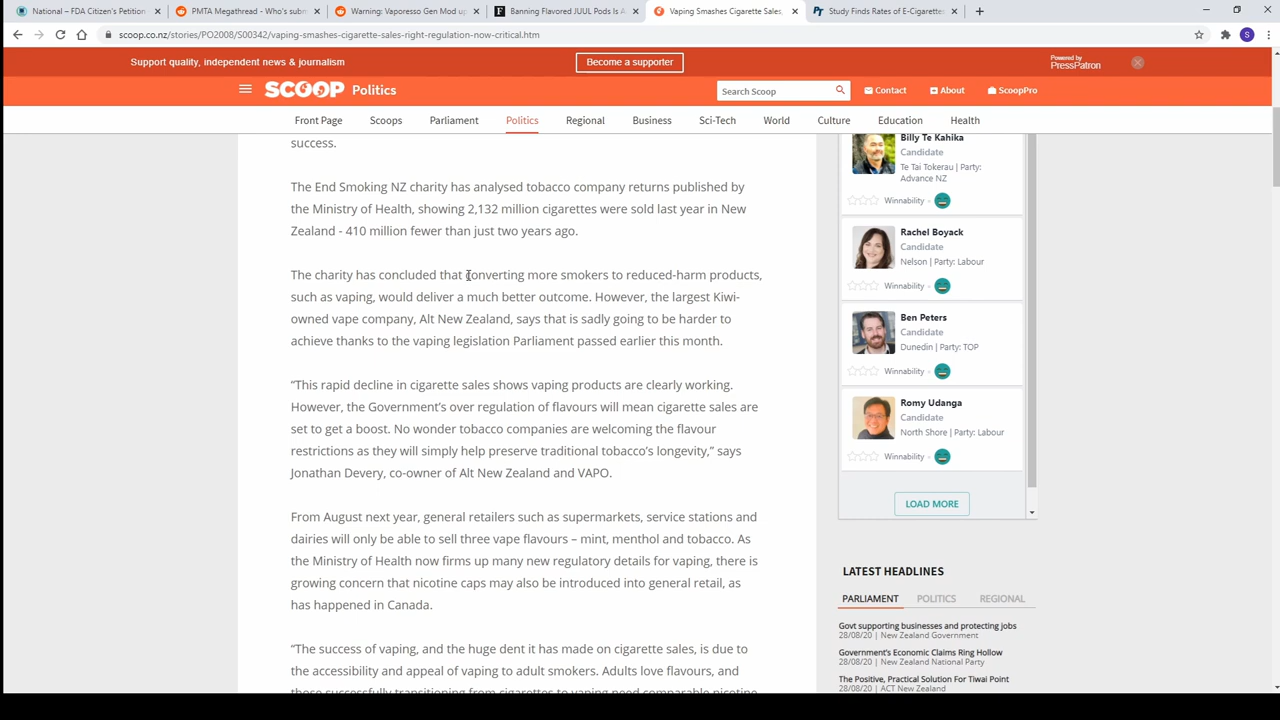 National – FDA Citizen's Petition
PMTA Megathread - Who's subm
Warning: Vaporesso Gen Mod up
Banning Flavored JUUL Pods Is A
Vaping Smashes Cigarette Sales,
Study Finds Rates of E-Cigarette
scoop.co.nz/stories/PO2008/S00342/vaping-smashes-cigarette-sales-right-regulation-now-critical.htm
S
Support quality, independent news & journalism
Become a supporter
Powered by
PressPatron
SCOOP Politics
Search Scoop
Contact
About
ScoopPro
Front Page
Scoops
Parliament
Politics
Regional
Business
Sci-Tech
World
Culture
Education
Health
success.
The End Smoking NZ charity has analysed tobacco company returns published by
the Ministry of Health, showing 2,132 million cigarettes were sold last year in New
Zealand - 410 million fewer than just two years ago.
The charity has concluded that converting more smokers to reduced-harm products,
such as vaping, would deliver a much better outcome. However, the largest Kiwi-
owned vape company, Alt New Zealand, says that is sadly going to be harder to
achieve thanks to the vaping legislation Parliament passed earlier this month.
“This rapid decline in cigarette sales shows vaping products are clearly working.
However, the Government’s over regulation of flavours will mean cigarette sales are
set to get a boost. No wonder tobacco companies are welcoming the flavour
restrictions as they will simply help preserve traditional tobacco’s longevity,” says
Jonathan Devery, co-owner of Alt New Zealand and VAPO.
From August next year, general retailers such as supermarkets, service stations and
dairies will only be able to sell three vape flavours – mint, menthol and tobacco. As
the Ministry of Health now firms up many new regulatory details for vaping, there is
growing concern that nicotine caps may also be introduced into general retail, as
has happened in Canada.
“The success of vaping, and the huge dent it has made on cigarette sales, is due to
the accessibility and appeal of vaping to adult smokers. Adults love flavours, and
those successfully transitioning from cigarettes to vaping need comparable nicotine
Billy Te Kahika
Candidate
Te Tai Tokerau | Party:
Advance NZ
Winnability -
Rachel Boyack
Candidate
Nelson | Party: Labour
Winnability -
Ben Peters
Candidate
Dunedin | Party: TOP
Winnability -
Romy Udanga
Candidate
North Shore | Party: Labour
Winnability -
LOAD MORE
LATEST HEADLINES
PARLIAMENT
POLITICS
REGIONAL
Govt supporting businesses and protecting jobs
28/08/20 | New Zealand Government
Government's Economic Claims Ring Hollow
28/08/20 | New Zealand National Party
The Positive, Practical Solution For Tiwai Point
28/08/20 | ACT New Zealand